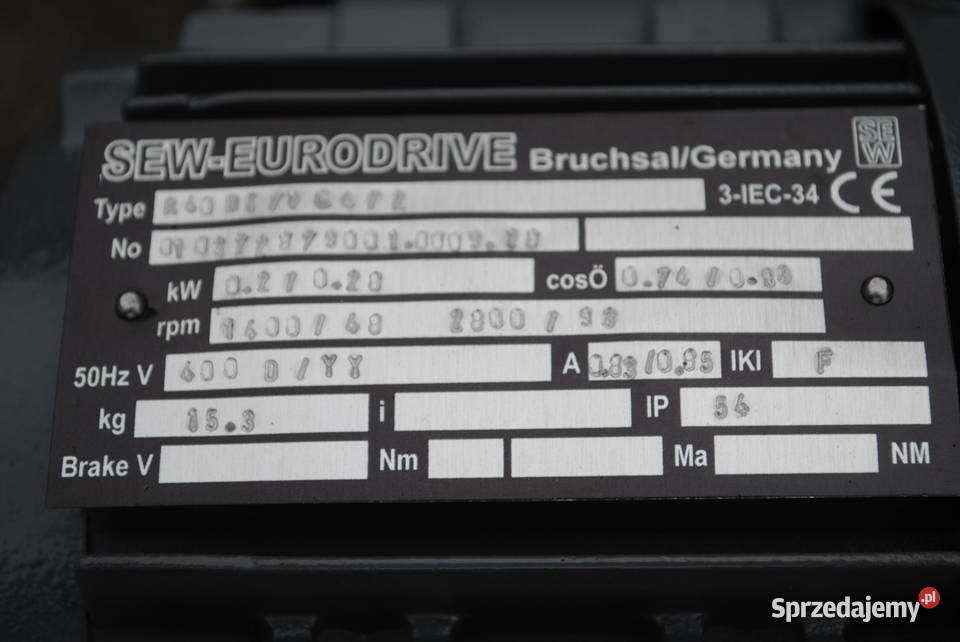 SEW-EURODRIVE Bruchsal/Germany SEW
Type 3-IEC-34 CE
No
kW 0.2 / 0.28 cosÖ 0.74 / 0.93
rpm 1400 / 48 2800 / 98
50Hz V 400 D / YY A 0.83 / 0.85 IKI F
kg 15.3 i IP 54
Brake V Nm Ma NM
Sprzedajemy.pl